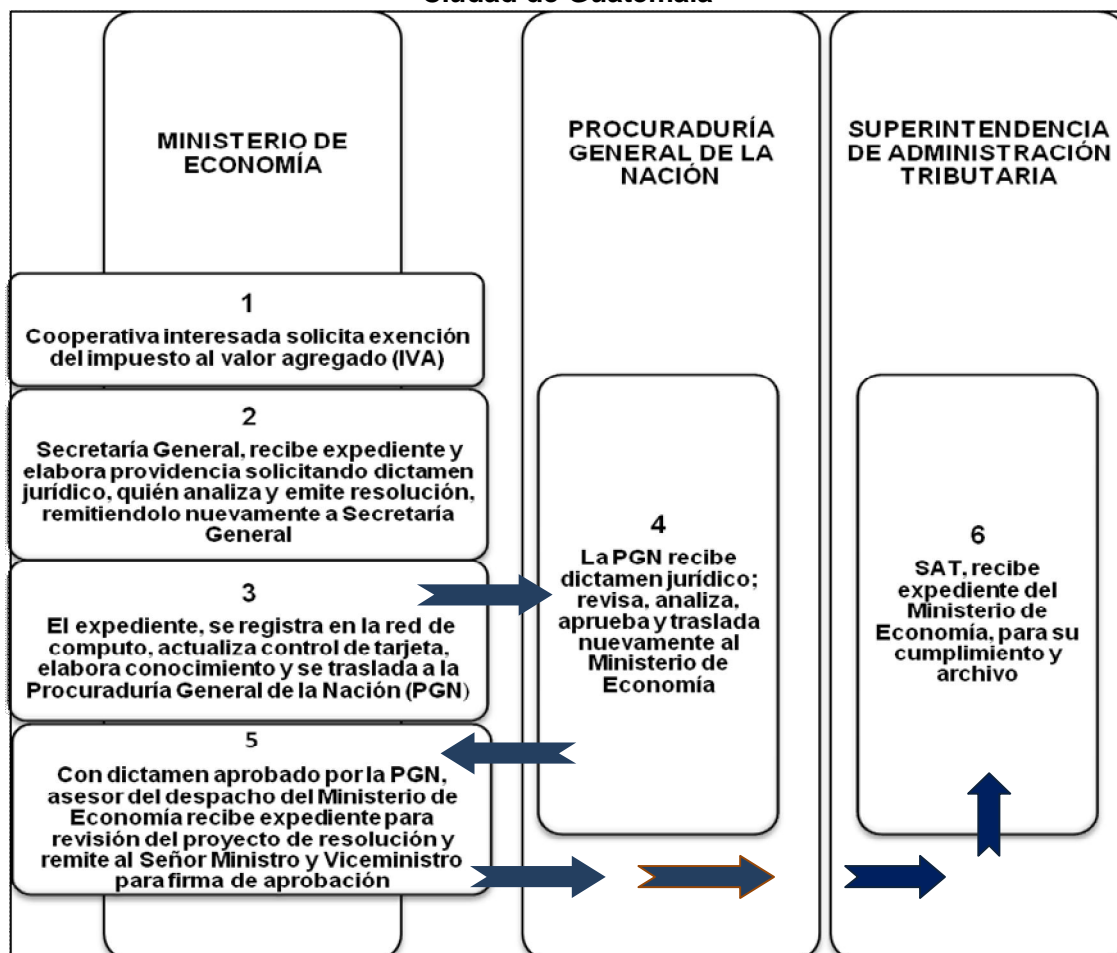 Ciudad de Guatemala
MINISTERIO DE
ECONOMÍA
PROCURADURÍA
GENERAL DE LA
NACIÓN
SUPERINTENDENCIA
DE ADMINISTRACIÓN
TRIBUTARIA
1
Cooperativa interesada solicita exención
del impuesto al valor agregado (IVA)
2
Secretaría General, recibe expediente y
elabora providencia solicitando dictamen
jurídico, quién analiza y emite resolución,
remitiendolo nuevamente a Secretaría
General
3
El expediente, se registra en la red de
computo, actualiza control de tarjeta,
elabora conocimiento y se traslada a la
Procuraduría General de la Nación (PGN)
4
La PGN recibe
dictamen jurídico;
revisa, analiza,
aprueba y traslada
nuevamente al
Ministerio de
Economía
5
Con dictamen aprobado por la PGN,
asesor del despacho del Ministerio de
Economía recibe expediente para
revisión del proyecto de resolución y
remite al Señor Ministro y Viceministro
para firma de aprobación
6
SAT, recibe
expediente del
Ministerio de
Economía, para su
cumplimiento y
archivo